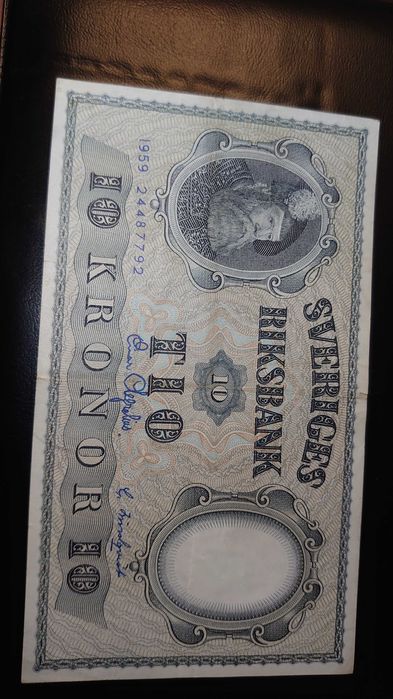 SVERIGES
RIKSBANK
10
TIO
1959 24487792
10 KRONOR 10